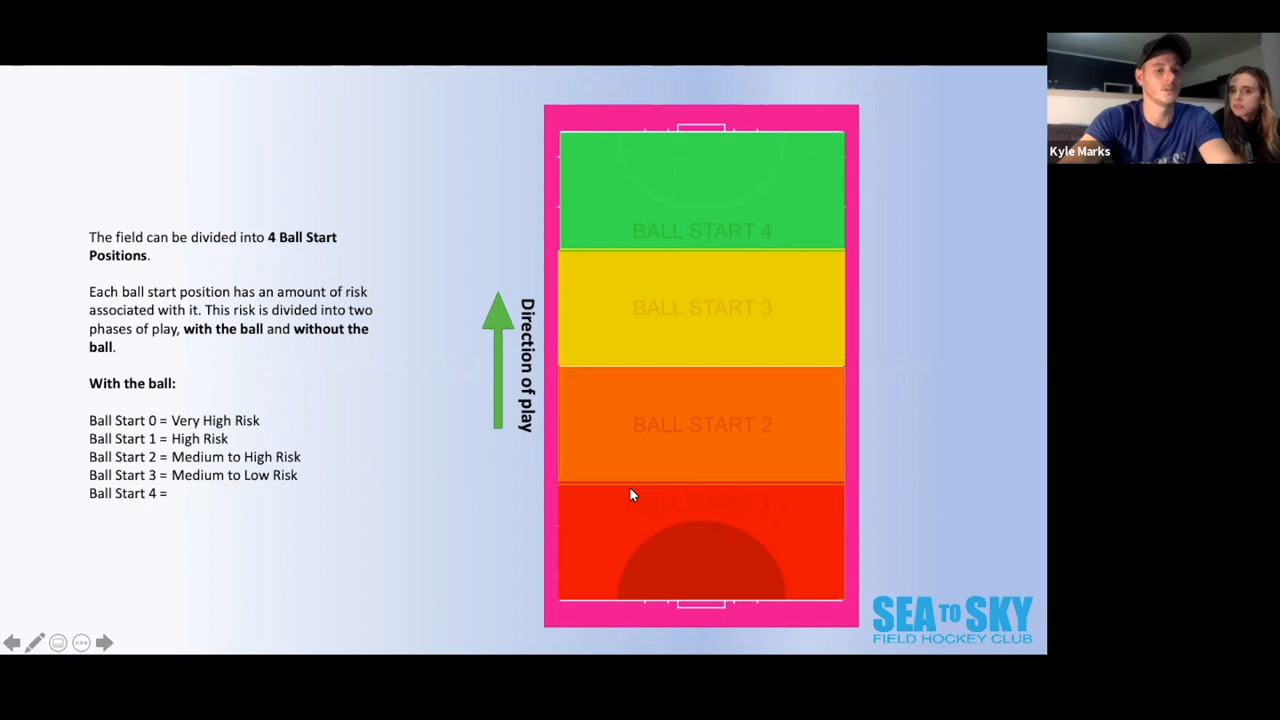 Kyle Marks
The field can be divided into 4 Ball Start
Positions.
Each ball start position has an amount of risk
associated with it. This risk is divided into two
phases of play, with the ball and without the
ball.
With the ball:
Ball Start 0 = Very High Risk
Ball Start 1 = High Risk
Ball Start 2 = Medium to High Risk
Ball Start 3 = Medium to Low Risk
Ball Start 4 =
Direction of play
BALL START 4
BALL START 3
BALL START 2
SEA TO SKY
FIELD HOCKEY CLUB